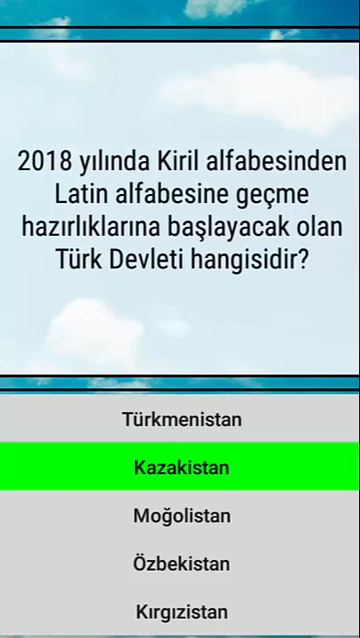 2018 yılında Kiril alfabesinden
Latin alfabesine geçme
hazırlıklarına başlayacak olan
Türk Devleti hangisidir?
Türkmenistan
Kazakistan
Moğolistan
Özbekistan
Kırgızistan